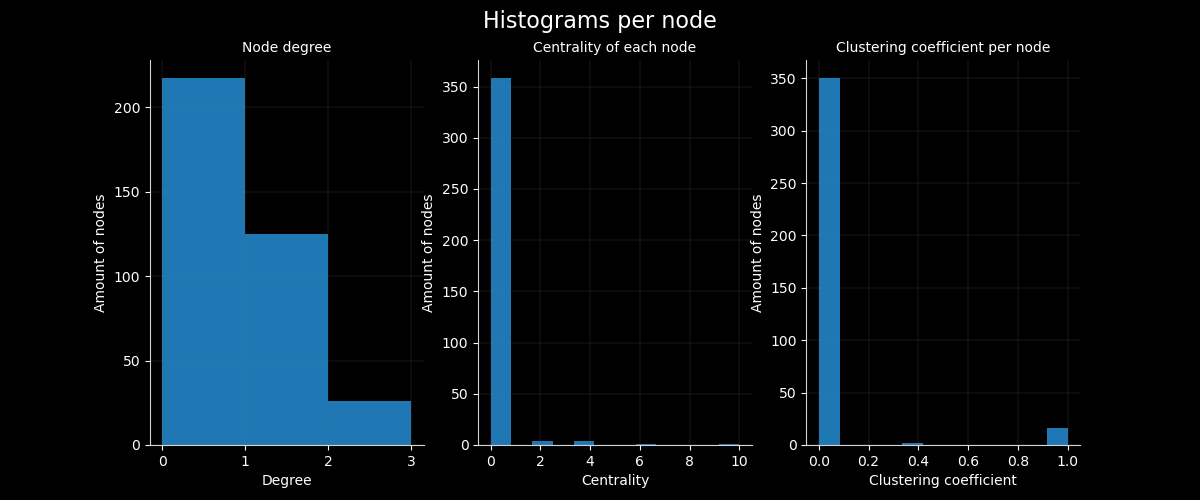 Histograms per node
Node degree
Amount of nodes
200
150
100
50
0
0 1 2 3
Degree
Centrality of each node
Amount of nodes
350
300
250
200
150
100
50
0
0 2 4 6 8 10
Centrality
Clustering coefficient per node
Amount of nodes
350
300
250
200
150
100
50
0
0.0 0.2 0.4 0.6 0.8 1.0
Clustering coefficient